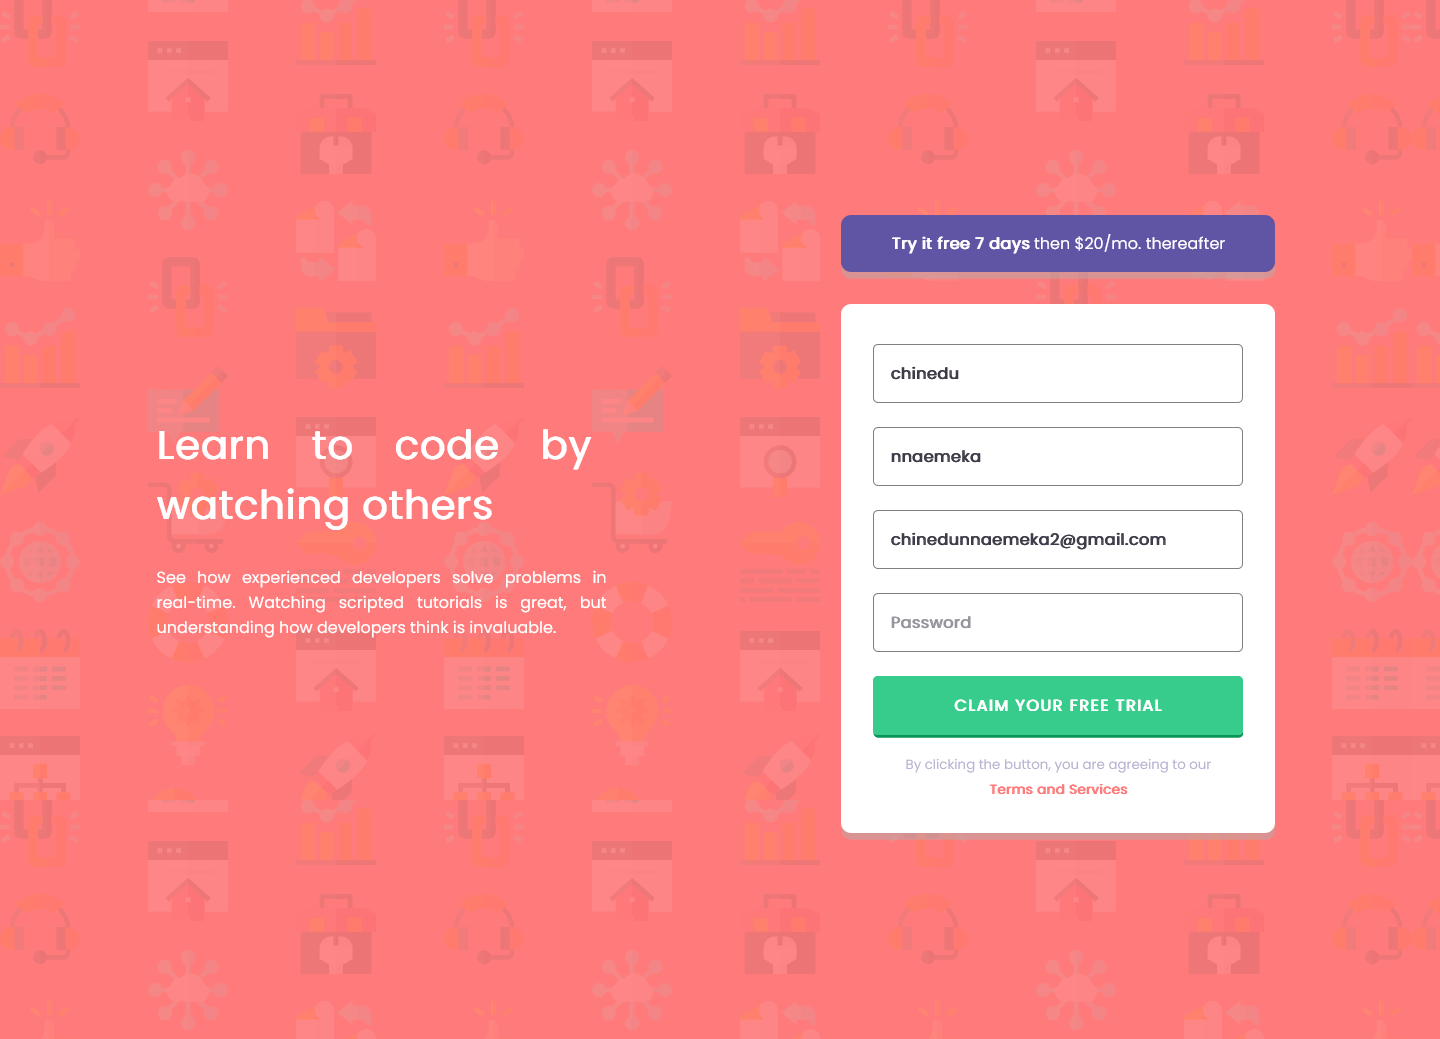 Learn to code by
watching others
See how experienced developers solve problems in
real-time. Watching scripted tutorials is great, but
understanding how developers think is invaluable.
Try it free 7 days then $20/mo. thereafter
chinedu
nnaemeka
chinedunnaemeka2@gmail.com
Password
CLAIM YOUR FREE TRIAL
By clicking the button, you are agreeing to our
Terms and Services